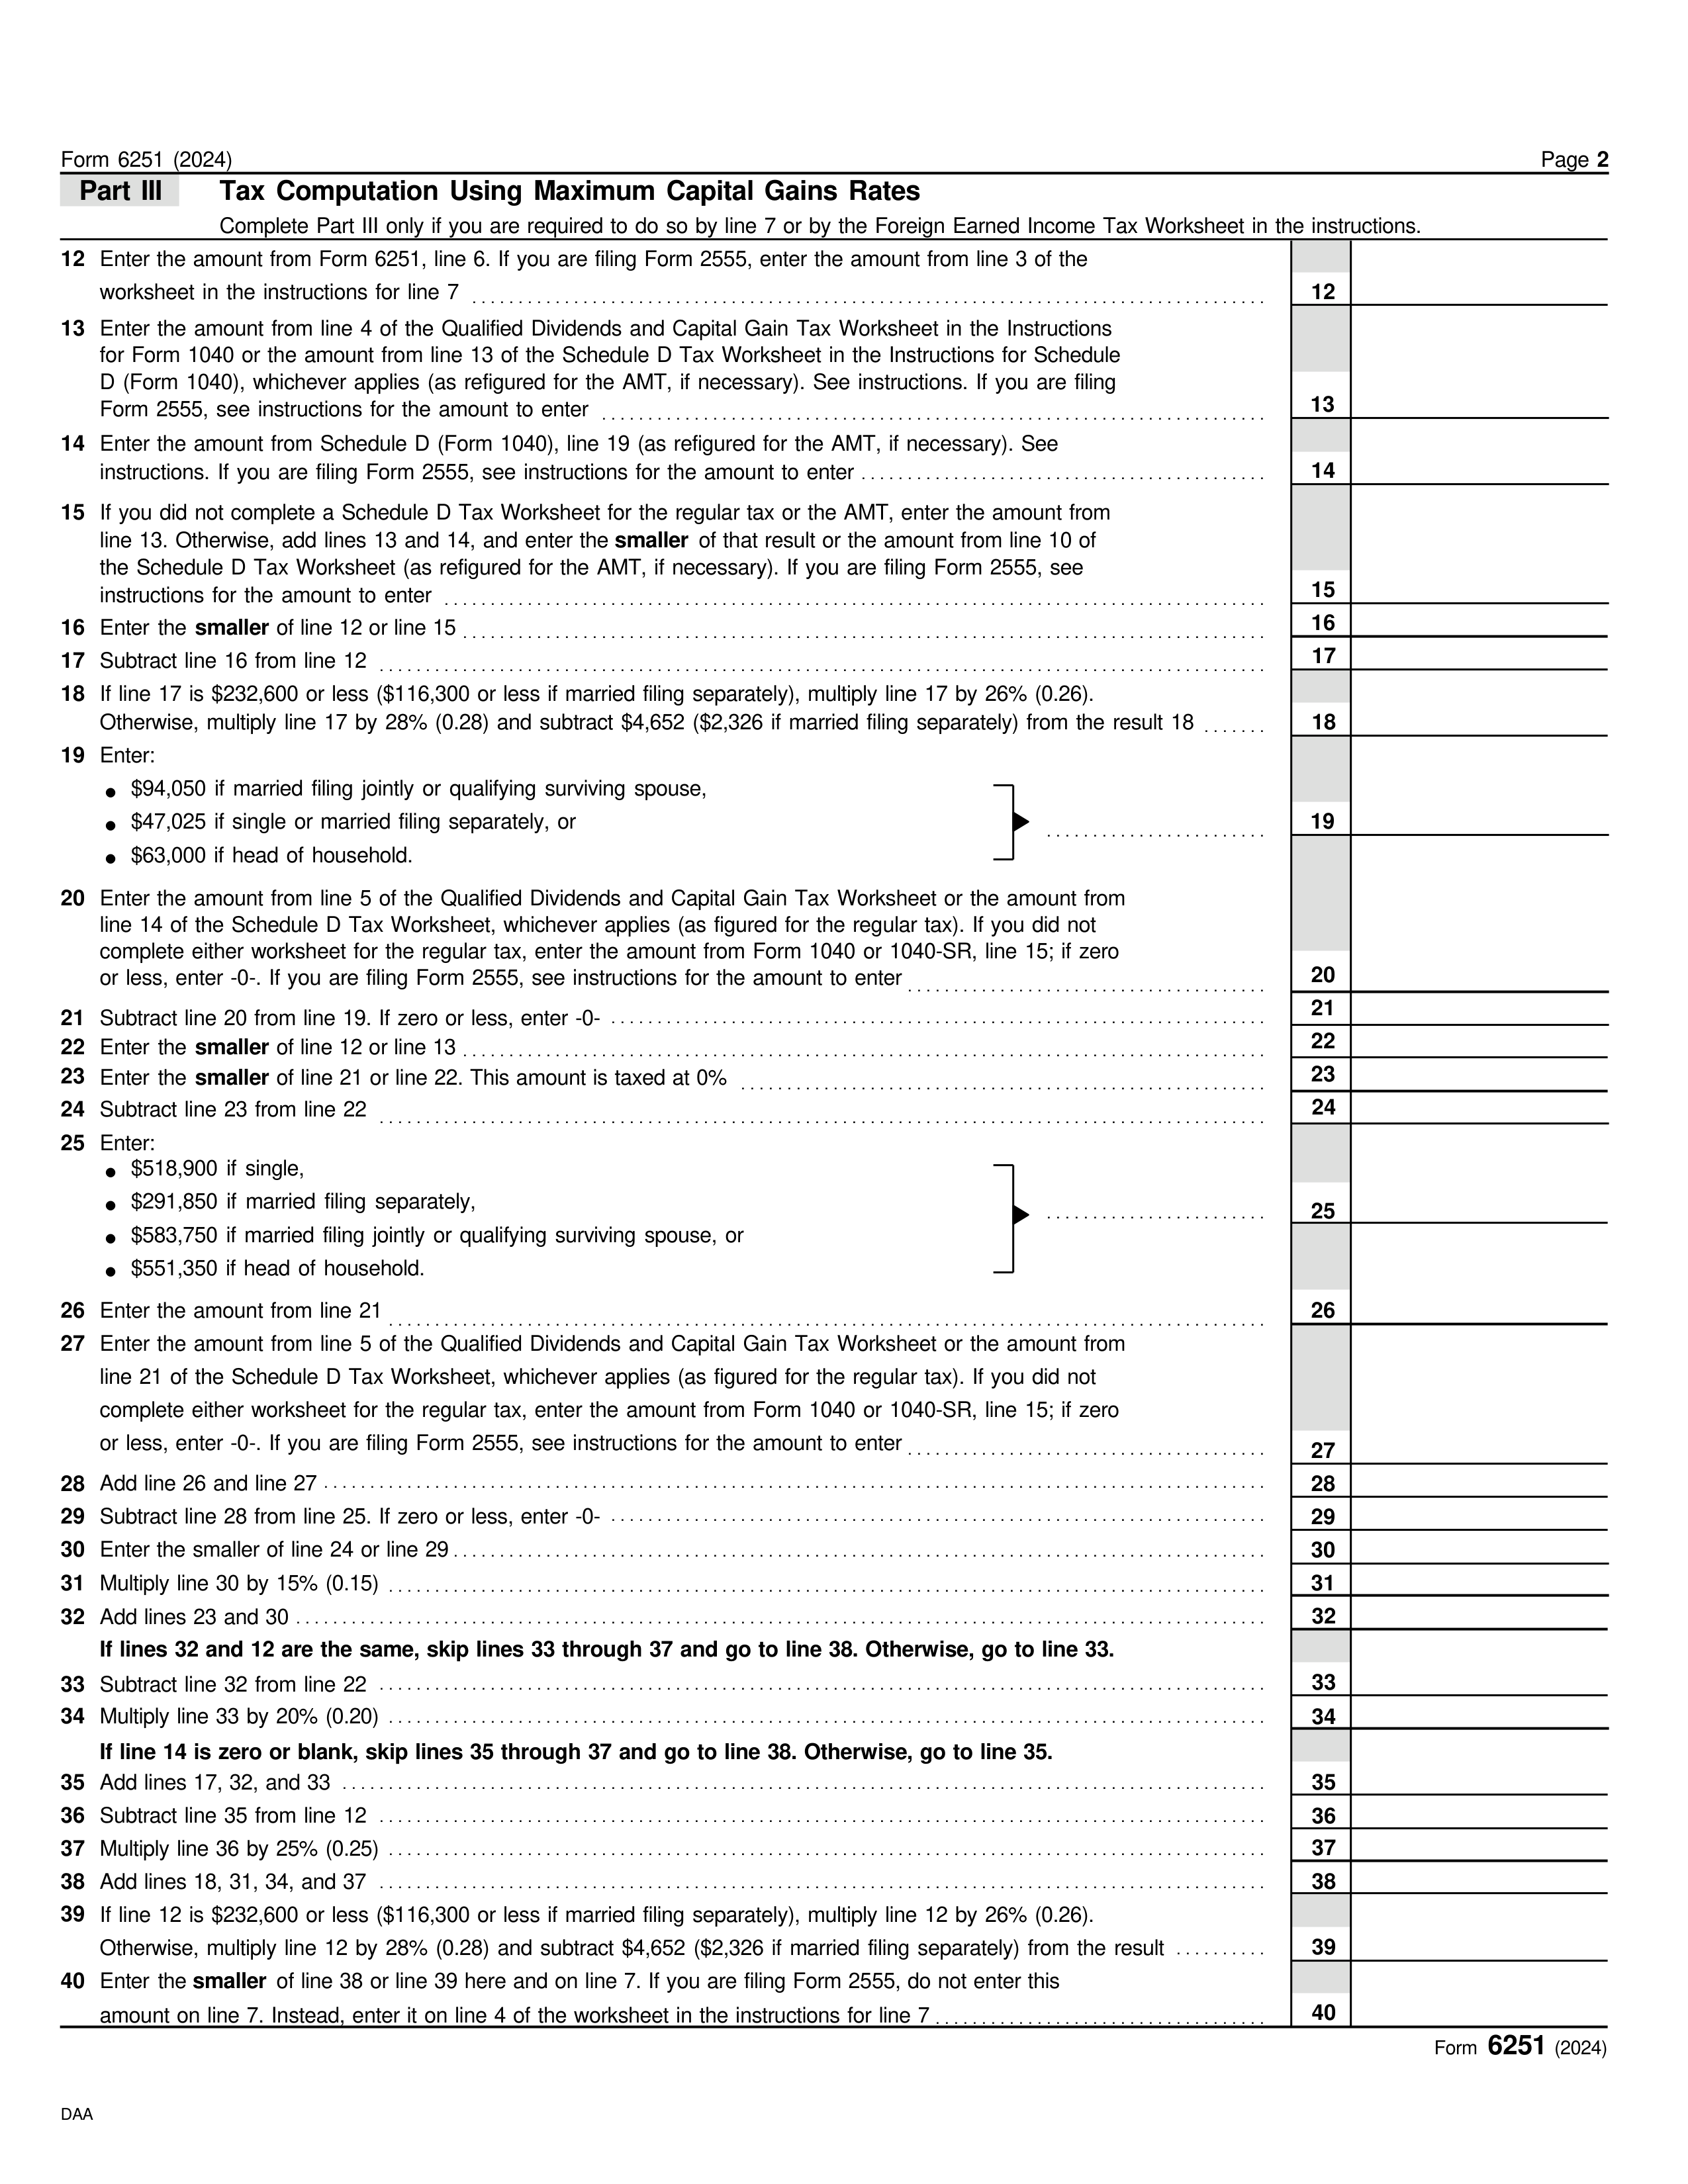 Form 6251 (2024) Page 2
Part III Tax Computation Using Maximum Capital Gains Rates
Complete Part III only if you are required to do so by line 7 or by the Foreign Earned Income Tax Worksheet in the instructions.
12 Enter the amount from Form 6251, line 6. If you are filing Form 2555, enter the amount from line 3 of the
worksheet in the instructions for line 7 12
13 Enter the amount from line 4 of the Qualified Dividends and Capital Gain Tax Worksheet in the Instructions
for Form 1040 or the amount from line 13 of the Schedule D Tax Worksheet in the Instructions for Schedule
D (Form 1040), whichever applies (as refigured for the AMT, if necessary). See instructions. If you are filing
Form 2555, see instructions for the amount to enter 13
14 Enter the amount from Schedule D (Form 1040), line 19 (as refigured for the AMT, if necessary). See
instructions. If you are filing Form 2555, see instructions for the amount to enter 14
15 If you did not complete a Schedule D Tax Worksheet for the regular tax or the AMT, enter the amount from
line 13. Otherwise, add lines 13 and 14, and enter the smaller of that result or the amount from line 10 of
the Schedule D Tax Worksheet (as refigured for the AMT, if necessary). If you are filing Form 2555, see
instructions for the amount to enter 15
16 Enter the smaller of line 12 or line 15 16
17 Subtract line 16 from line 12 17
18 If line 17 is $232,600 or less ($116,300 or less if married filing separately), multiply line 17 by 26% (0.26).
Otherwise, multiply line 17 by 28% (0.28) and subtract $4,652 ($2,326 if married filing separately) from the result 18 18
19 Enter:
● $94,050 if married filing jointly or qualifying surviving spouse,
● $47,025 if single or married filing separately, or 19
● $63,000 if head of household.
20 Enter the amount from line 5 of the Qualified Dividends and Capital Gain Tax Worksheet or the amount from
line 14 of the Schedule D Tax Worksheet, whichever applies (as figured for the regular tax). If you did not
complete either worksheet for the regular tax, enter the amount from Form 1040 or 1040-SR, line 15; if zero
or less, enter -0-. If you are filing Form 2555, see instructions for the amount to enter 20
21 Subtract line 20 from line 19. If zero or less, enter -0- 21
22 Enter the smaller of line 12 or line 13 22
23 Enter the smaller of line 21 or line 22. This amount is taxed at 0% 23
24 Subtract line 23 from line 22 24
25 Enter:
● $518,900 if single,
● $291,850 if married filing separately, 25
● $583,750 if married filing jointly or qualifying surviving spouse, or
● $551,350 if head of household.
26 Enter the amount from line 21 26
27 Enter the amount from line 5 of the Qualified Dividends and Capital Gain Tax Worksheet or the amount from
line 21 of the Schedule D Tax Worksheet, whichever applies (as figured for the regular tax). If you did not
complete either worksheet for the regular tax, enter the amount from Form 1040 or 1040-SR, line 15; if zero
or less, enter -0-. If you are filing Form 2555, see instructions for the amount to enter 27
28 Add line 26 and line 27 28
29 Subtract line 28 from line 25. If zero or less, enter -0- 29
30 Enter the smaller of line 24 or line 29 30
31 Multiply line 30 by 15% (0.15) 31
32 Add lines 23 and 30 32
If lines 32 and 12 are the same, skip lines 33 through 37 and go to line 38. Otherwise, go to line 33.
33 Subtract line 32 from line 22 33
34 Multiply line 33 by 20% (0.20) 34
If line 14 is zero or blank, skip lines 35 through 37 and go to line 38. Otherwise, go to line 35.
35 Add lines 17, 32, and 33 35
36 Subtract line 35 from line 12 36
37 Multiply line 36 by 25% (0.25) 37
38 Add lines 18, 31, 34, and 37 38
39 If line 12 is $232,600 or less ($116,300 or less if married filing separately), multiply line 12 by 26% (0.26).
Otherwise, multiply line 12 by 28% (0.28) and subtract $4,652 ($2,326 if married filing separately) from the result 39
40 Enter the smaller of line 38 or line 39 here and on line 7. If you are filing Form 2555, do not enter this
amount on line 7. Instead, enter it on line 4 of the worksheet in the instructions for line 7 40
Form 6251 (2024)
DAA